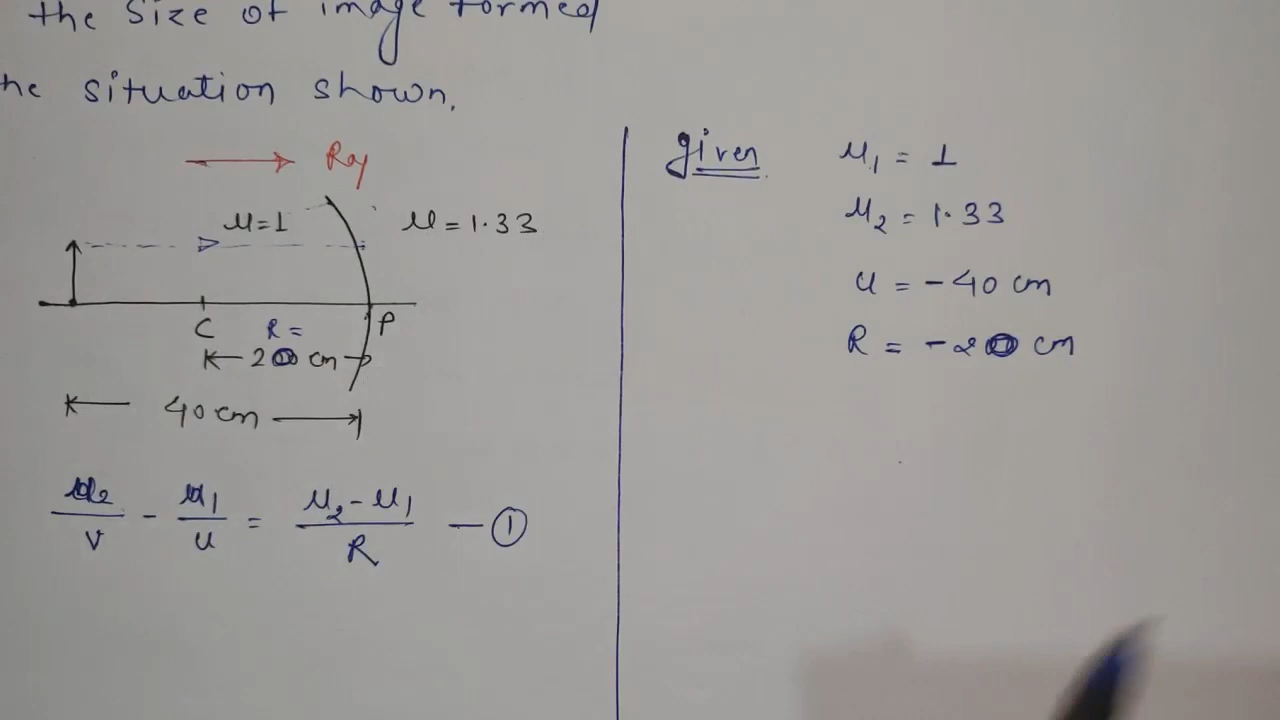 the size of image formed
he situation shown.
Ray
μ=1 μ = 1.33
C R = P
20 cm
40 cm
μ2/v - μ1/u = μ2 - μ1/R — ①
Given μ1 = 1
μ2 = 1.33
u = -40 cm
R = -20 cm